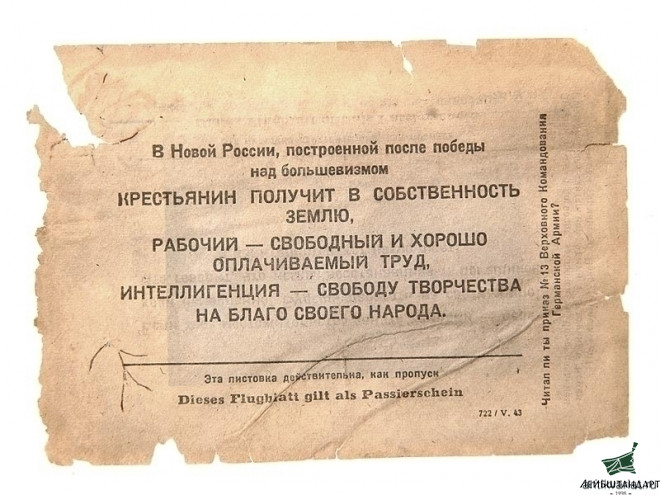 В Новой России, построенной после победы
над большевизмом
КРЕСТЬЯНИН ПОЛУЧИТ В СОБСТВЕННОСТЬ
ЗЕМЛЮ,
РАБОЧИЙ — СВОБОДНЫЙ И ХОРОШО
ОПЛАЧИВАЕМЫЙ ТРУД,
ИНТЕЛЛИГЕНЦИЯ — СВОБОДУ ТВОРЧЕСТВА
НА БЛАГО СВОЕГО НАРОДА.
Эта листовка действительна, как пропуск
Dieses Flugblatt gilt als Passierschein
722 / V. 43
Читал ли ты приказ № 13 Верховного Командования
Германской Армии?
ЛЕЙБШТАНДАРТ
1998